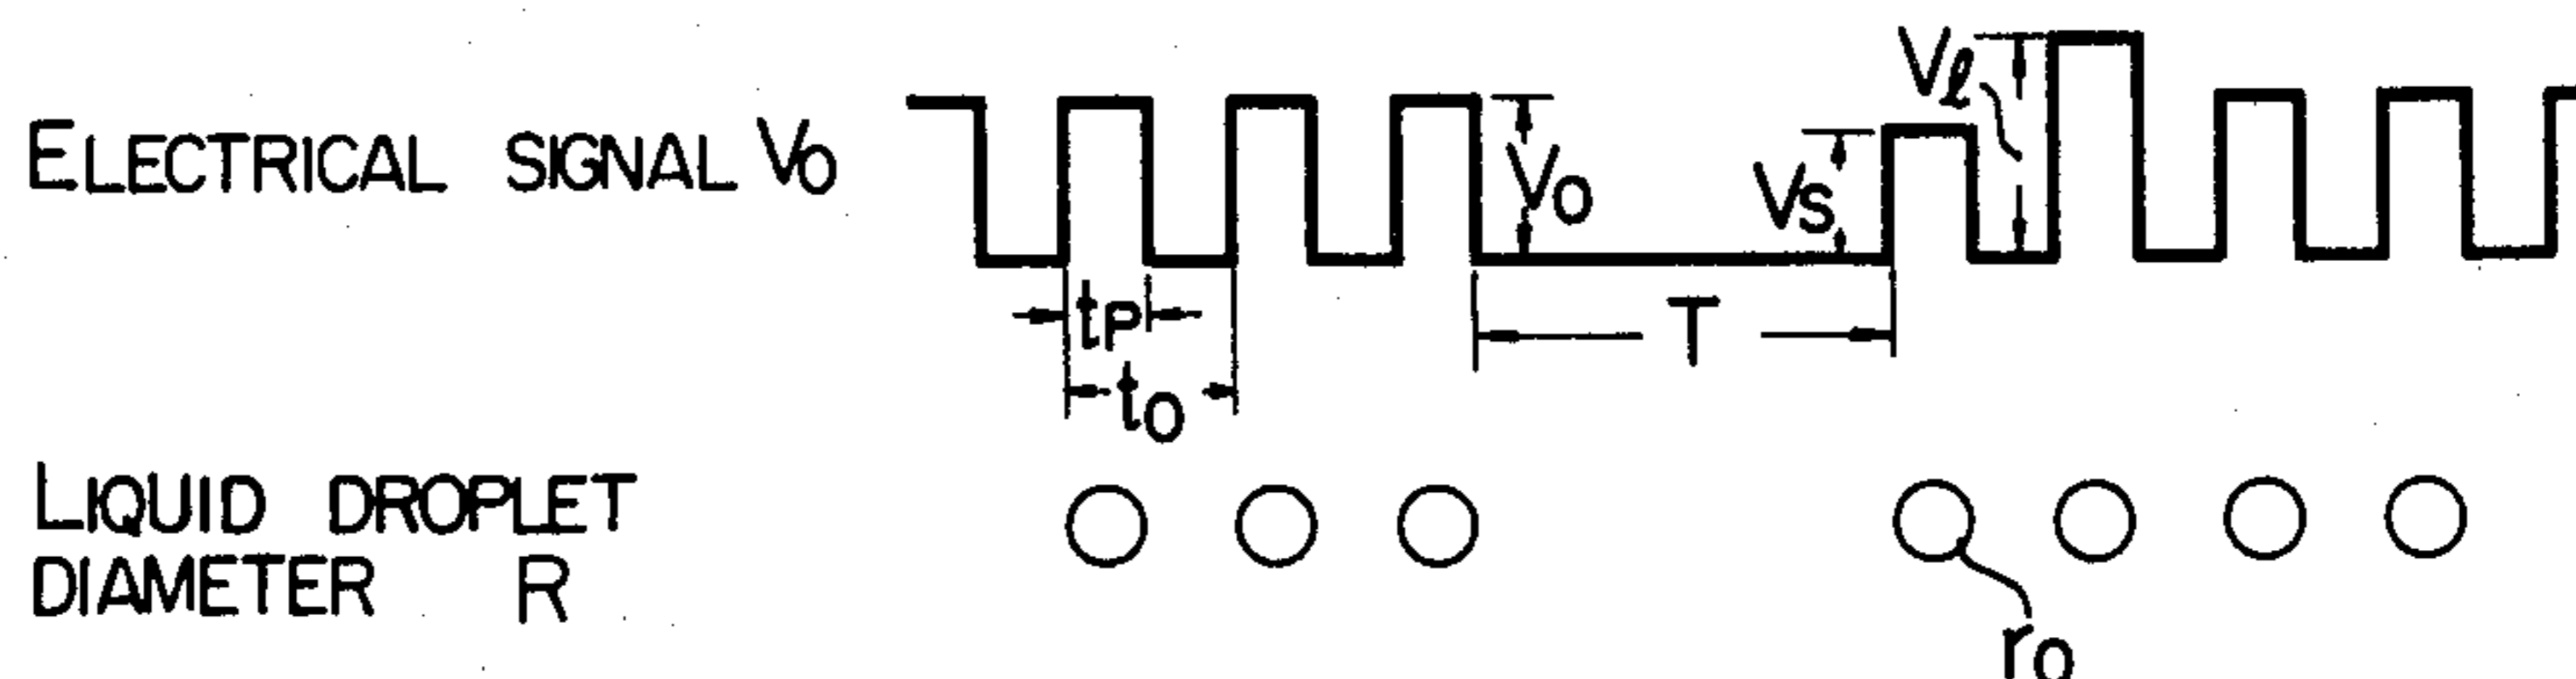 ELECTRICAL SIGNAL V₀
V₀
Vs
Vℓ
tP
T
t₀
LIQUID DROPLET
DIAMETER R
r₀